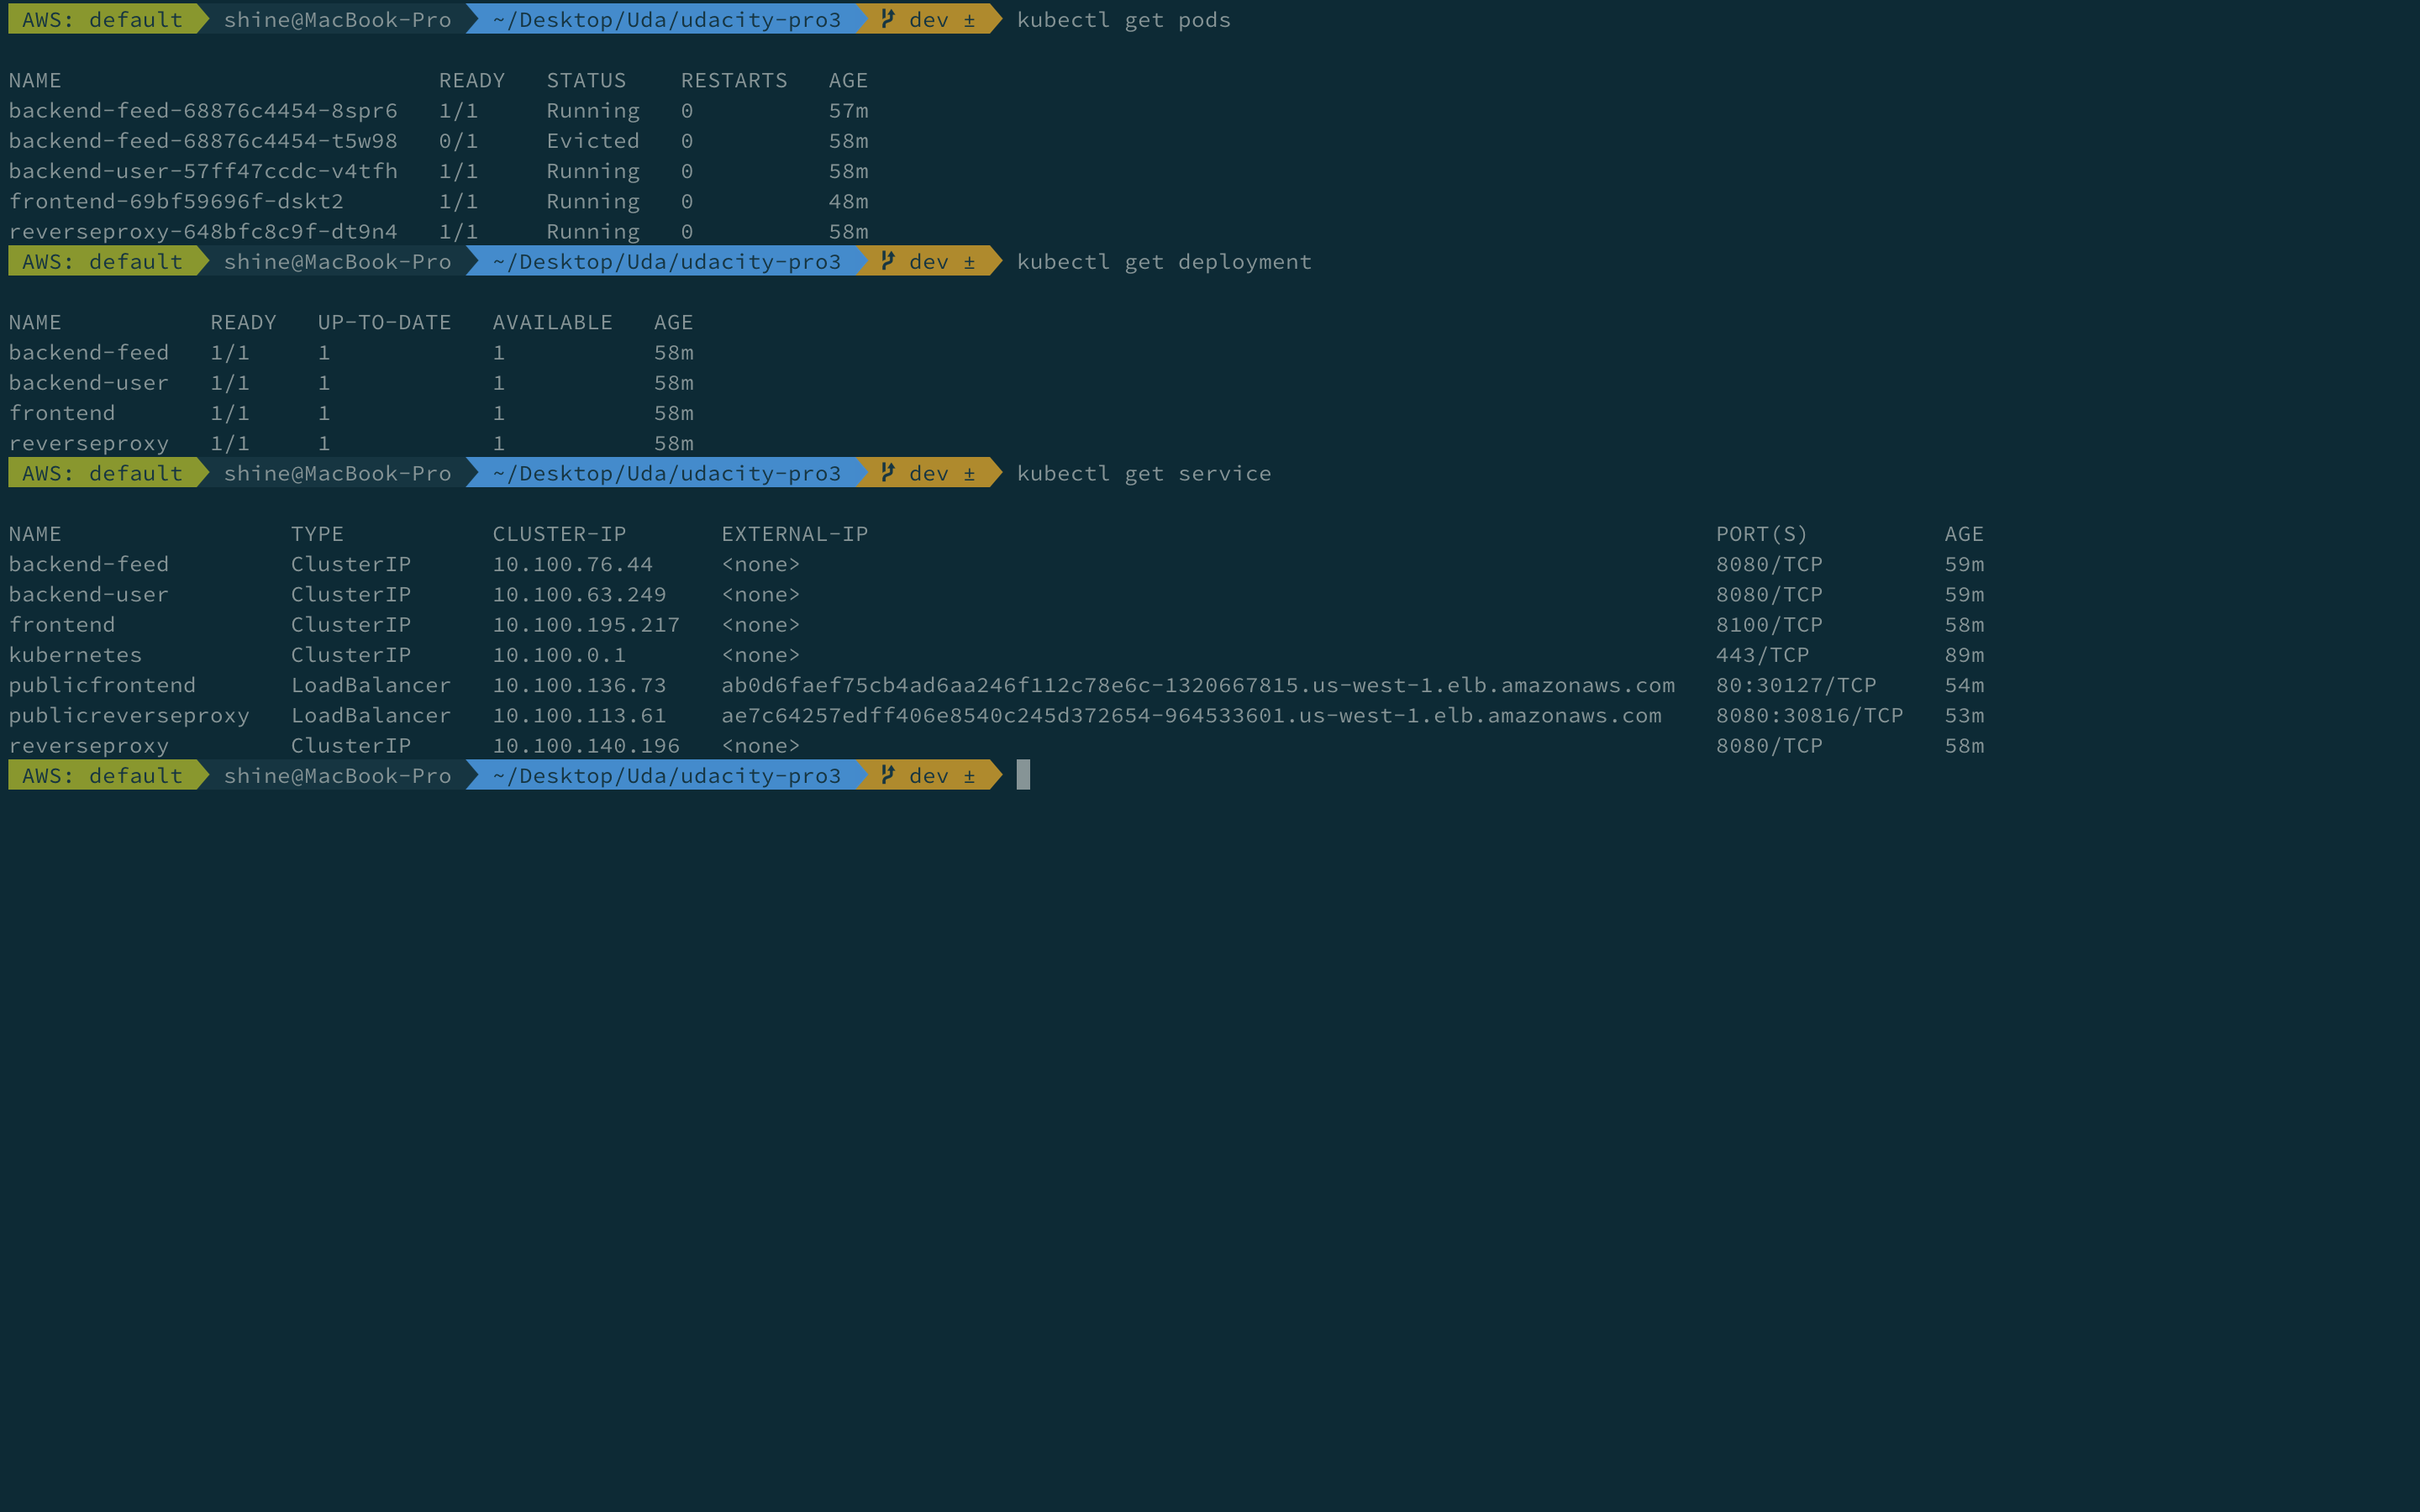 AWS: default shine@MacBook-Pro ~/Desktop/Uda/udacity-pro3 dev ± kubectl get pods
NAME READY STATUS RESTARTS AGE
backend-feed-68876c4454-8spr6 1/1 Running 0 57m
backend-feed-68876c4454-t5w98 0/1 Evicted 0 58m
backend-user-57ff47ccdc-v4tfh 1/1 Running 0 58m
frontend-69bf59696f-dskt2 1/1 Running 0 48m
reverseproxy-648bfc8c9f-dt9n4 1/1 Running 0 58m
AWS: default shine@MacBook-Pro ~/Desktop/Uda/udacity-pro3 dev ± kubectl get deployment
NAME READY UP-TO-DATE AVAILABLE AGE
backend-feed 1/1 1 1 58m
backend-user 1/1 1 1 58m
frontend 1/1 1 1 58m
reverseproxy 1/1 1 1 58m
AWS: default shine@MacBook-Pro ~/Desktop/Uda/udacity-pro3 dev ± kubectl get service
NAME TYPE CLUSTER-IP EXTERNAL-IP PORT(S) AGE
backend-feed ClusterIP 10.100.76.44 <none> 8080/TCP 59m
backend-user ClusterIP 10.100.63.249 <none> 8080/TCP 59m
frontend ClusterIP 10.100.195.217 <none> 8100/TCP 58m
kubernetes ClusterIP 10.100.0.1 <none> 443/TCP 89m
publicfrontend LoadBalancer 10.100.136.73 ab0d6faef75cb4ad6aa246f112c78e6c-1320667815.us-west-1.elb.amazonaws.com 80:30127/TCP 54m
publicreverseproxy LoadBalancer 10.100.113.61 ae7c64257edff406e8540c245d372654-964533601.us-west-1.elb.amazonaws.com 8080:30816/TCP 53m
reverseproxy ClusterIP 10.100.140.196 <none> 8080/TCP 58m
AWS: default shine@MacBook-Pro ~/Desktop/Uda/udacity-pro3 dev ±